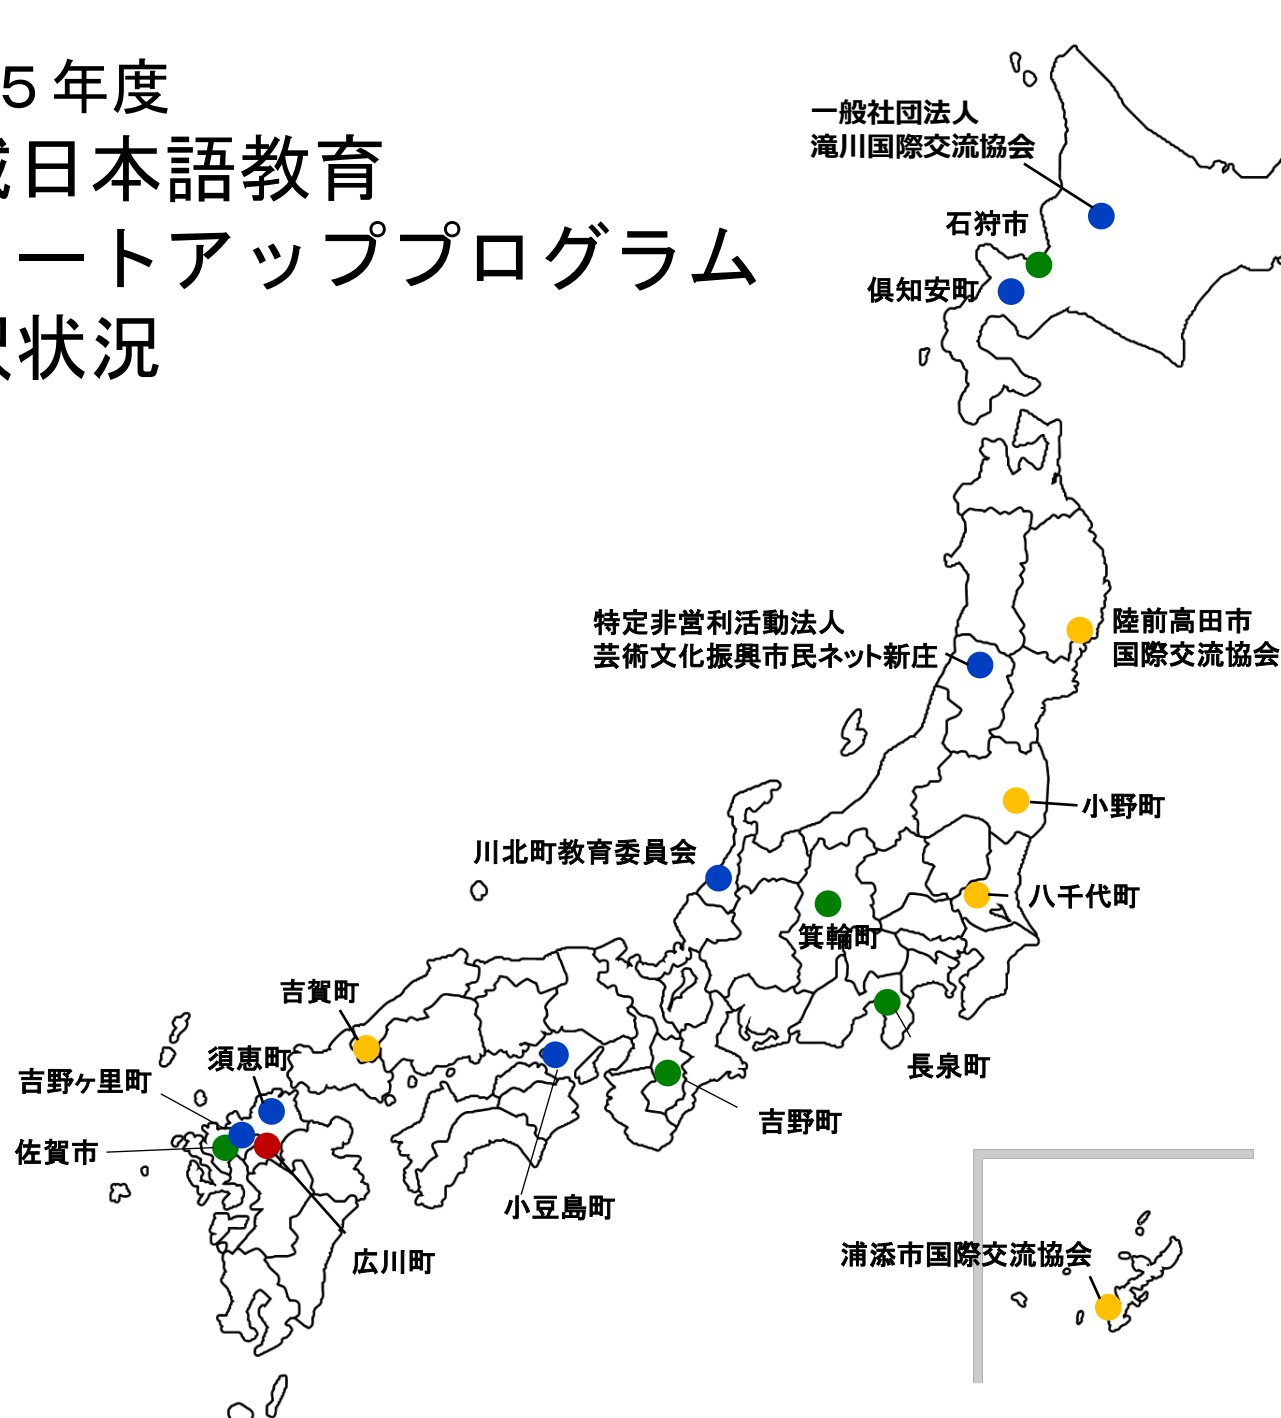 ５年度
域日本語教育
ートアッププログラム
択状況
一般社団法人
滝川国際交流協会
石狩市
倶知安町
特定非営利活動法人
芸術文化振興市民ネット新庄
陸前高田市
国際交流協会
小野町
川北町教育委員会
八千代町
箕輪町
吉賀町
須恵町
長泉町
吉野ヶ里町
吉野町
佐賀市
小豆島町
広川町
浦添市国際交流協会